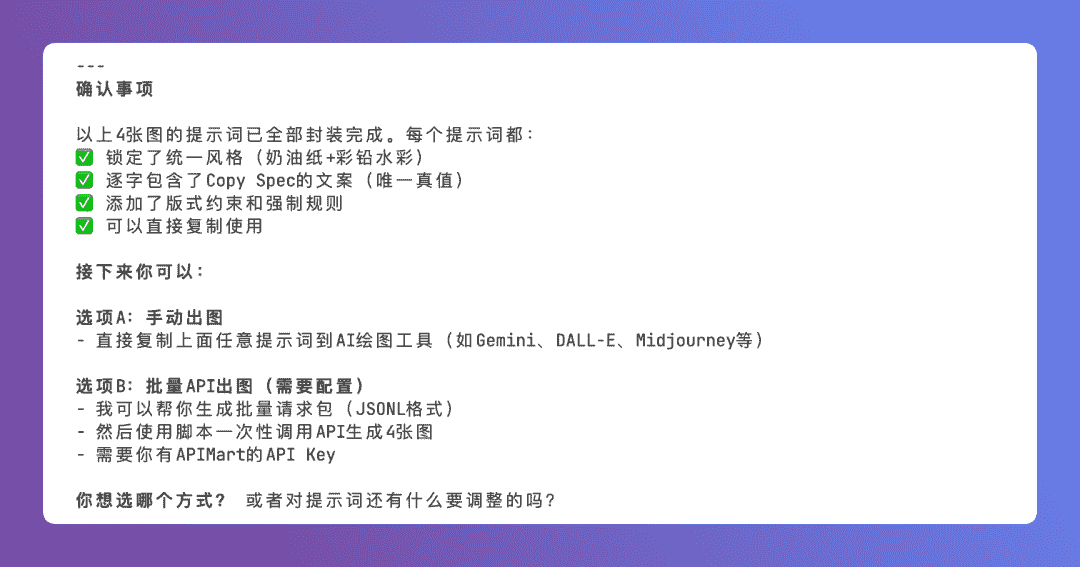 ---
确认事项
以上4张图的提示词已全部封装完成。每个提示词都：
✅ 锁定了统一风格（奶油纸+彩铅水彩）
✅ 逐字包含了Copy Spec的文案（唯一真值）
✅ 添加了版式约束和强制规则
✅ 可以直接复制使用
接下来你可以：
选项A: 手动出图
- 直接复制上面任意提示词到AI绘图工具（如Gemini、DALL-E、Midjourney等）
选项B: 批量API出图（需要配置）
- 我可以帮你生成批量请求包（JSONL格式）
- 然后使用脚本一次性调用API生成4张图
- 需要你有APIMart的API Key
你想选哪个方式？ 或者对提示词还有什么要调整的吗？